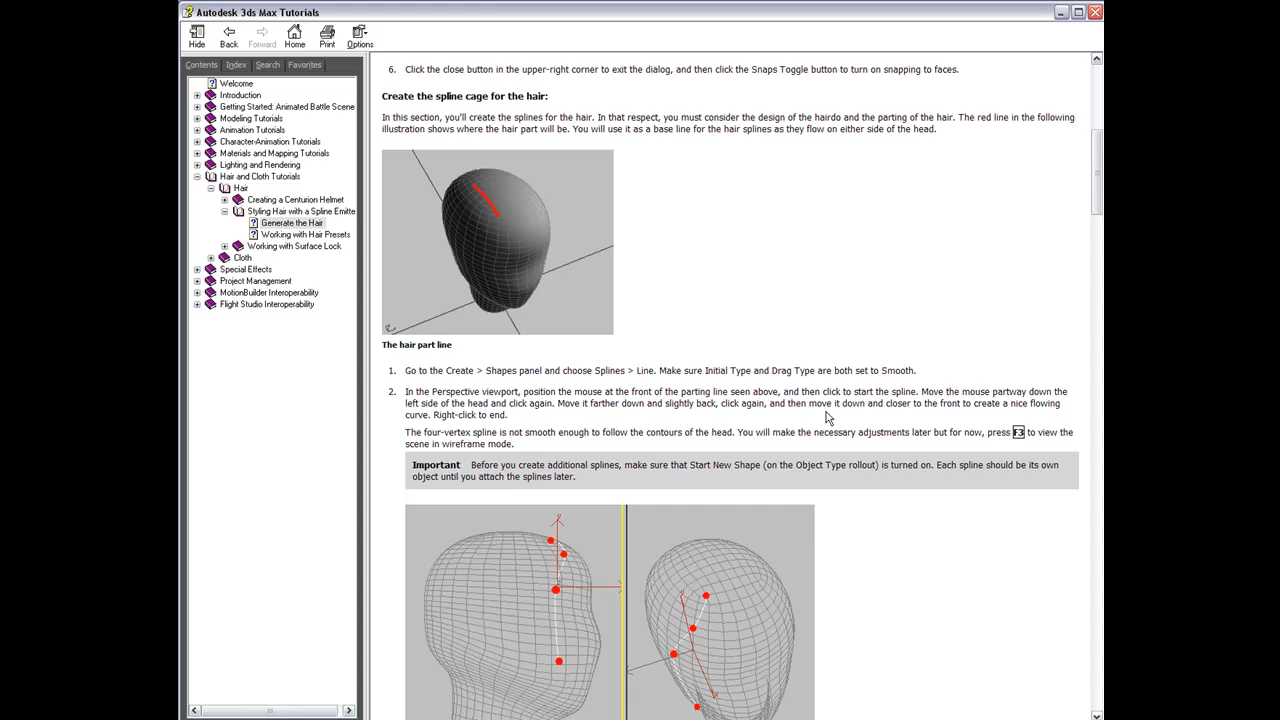 Autodesk 3ds Max Tutorials
Hide Back Forward Home Print Options
Contents Index Search Favorites
Welcome
Introduction
Getting Started: Animated Battle Scene
Modeling Tutorials
Animation Tutorials
Character-Animation Tutorials
Materials and Mapping Tutorials
Lighting and Rendering
Hair and Cloth Tutorials
Hair
Creating a Centurion Helmet
Styling Hair with a Spline Emitte
Generate the Hair
Working with Hair Presets
Working with Surface Lock
Cloth
Special Effects
Project Management
MotionBuilder Interoperability
Flight Studio Interoperability
6. Click the close button in the upper-right corner to exit the dialog, and then click the Snaps Toggle button to turn on snapping to faces.
Create the spline cage for the hair:
In this section, you'll create the splines for the hair. In that respect, you must consider the design of the hairdo and the parting of the hair. The red line in the following
illustration shows where the hair part will be. You will use it as a base line for the hair splines as they flow on either side of the head.
The hair part line
1. Go to the Create > Shapes panel and choose Splines > Line. Make sure Initial Type and Drag Type are both set to Smooth.
2. In the Perspective viewport, position the mouse at the front of the parting line seen above, and then click to start the spline. Move the mouse partway down the
left side of the head and click again. Move it farther down and slightly back, click again, and then move it down and closer to the front to create a nice flowing
curve. Right-click to end.
The four-vertex spline is not smooth enough to follow the contours of the head. You will make the necessary adjustments later but for now, press F3 to view the
scene in wireframe mode.
Important Before you create additional splines, make sure that Start New Shape (on the Object Type rollout) is turned on. Each spline should be its own
object until you attach the splines later.